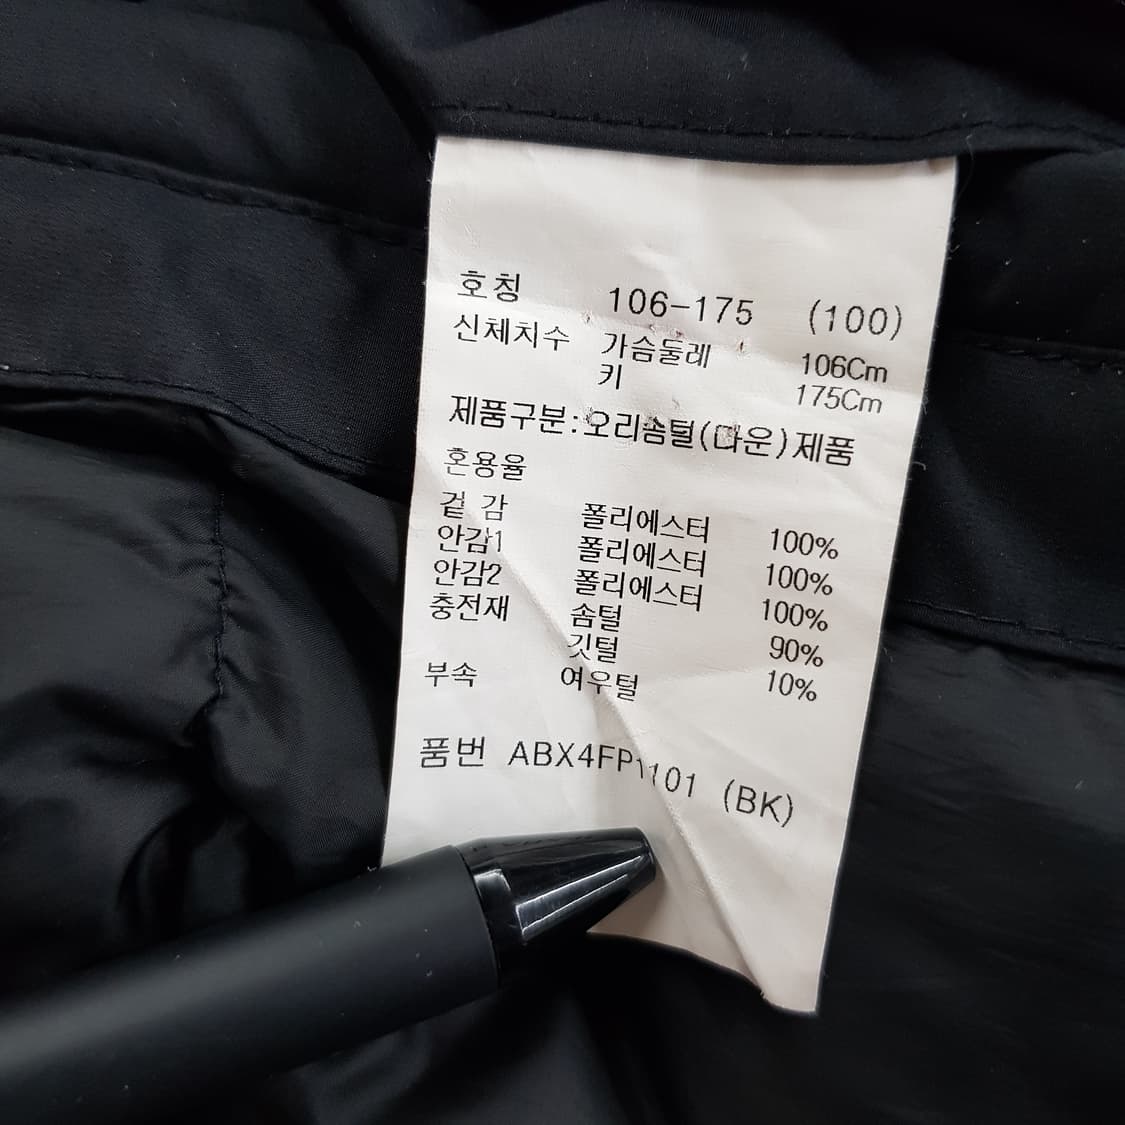 호칭 106-175 (100)
신체치수 가슴둘레 106Cm
키 175Cm
제품구분:오리솜털(다운)제품
혼용율
겉 감 폴리에스터 100%
안감1 폴리에스터 100%
안감2 폴리에스터 100%
충전재 솜털 90%
깃털 10%
부속 여우털
품번 ABX4FP1101 (BK)